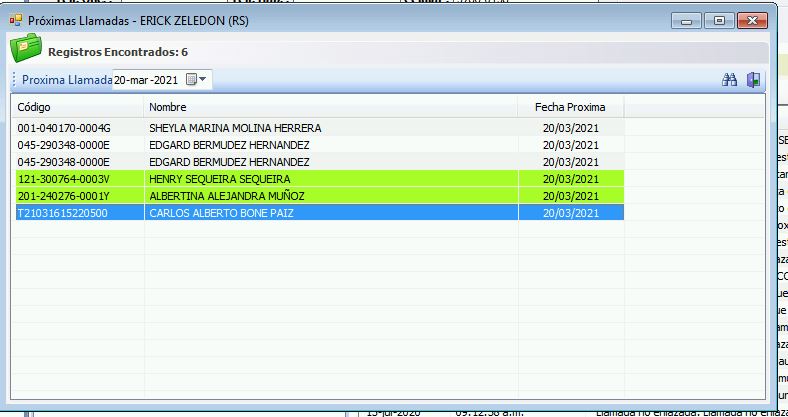 Próximas Llamadas - ERICK ZELEDON (RS)
Registros Encontrados: 6
Proxima Llamada 20-mar-2021
Código Nombre Fecha Proxima
001-040170-0004G SHEYLA MARINA MOLINA HERRERA 20/03/2021
045-290348-0000E EDGARD BERMUDEZ HERNANDEZ 20/03/2021
045-290348-0000E EDGARD BERMUDEZ HERNANDEZ 20/03/2021
121-300764-0003V HENRY SEQUEIRA SEQUEIRA 20/03/2021
201-240276-0001Y ALBERTINA ALEJANDRA MUÑOZ 20/03/2021
T21031615220500 CARLOS ALBERTO BONE PAIZ 20/03/2021